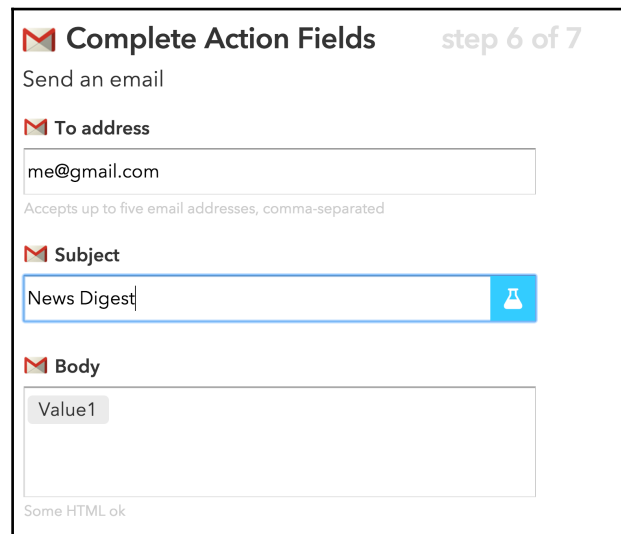 Complete Action Fields step 6 of 7
Send an email
To address
me@gmail.com
Accepts up to five email addresses, comma-separated
Subject
News Digest
Body
Value1
Some HTML ok